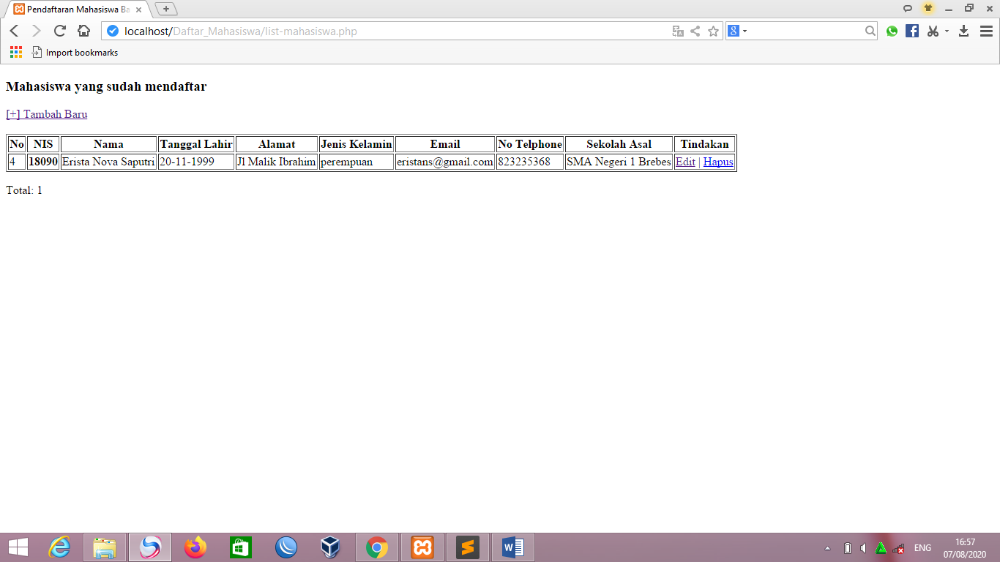 Pendaftaran Mahasiswa Ba
localhost/Daftar_Mahasiswa/list-mahasiswa.php
Import bookmarks
Mahasiswa yang sudah mendaftar
[+] Tambah Baru
No NIS Nama Tanggal Lahir Alamat Jenis Kelamin Email No Telphone Sekolah Asal Tindakan
4 18090 Erista Nova Saputri 20-11-1999 Jl Malik Ibrahim perempuan eristans@gmail.com 823235368 SMA Negeri 1 Brebes Edit | Hapus
Total: 1
ENG
16:57
07/08/2020